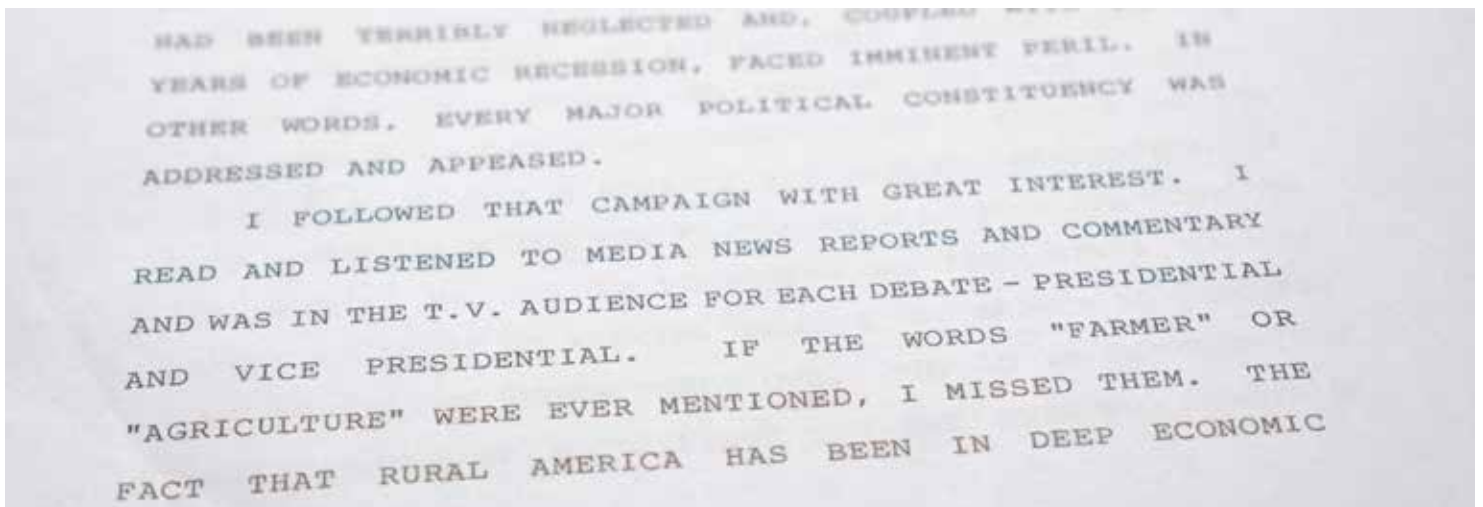 HAD BEEN TERRIBLY NEGLECTED AND, COUPLED WITH
YEARS OF ECONOMIC RECESSION, FACED IMMINENT PERIL. IN
OTHER WORDS. EVERY MAJOR POLITICAL CONSTITUENCY WAS
ADDRESSED AND APPEASED.
I FOLLOWED THAT CAMPAIGN WITH GREAT INTEREST. I
READ AND LISTENED TO MEDIA NEWS REPORTS AND COMMENTARY
AND WAS IN THE T.V. AUDIENCE FOR EACH DEBATE - PRESIDENTIAL
AND VICE PRESIDENTIAL. IF THE WORDS "FARMER" OR
"AGRICULTURE" WERE EVER MENTIONED, I MISSED THEM. THE
FACT THAT RURAL AMERICA HAS BEEN IN DEEP ECONOMIC